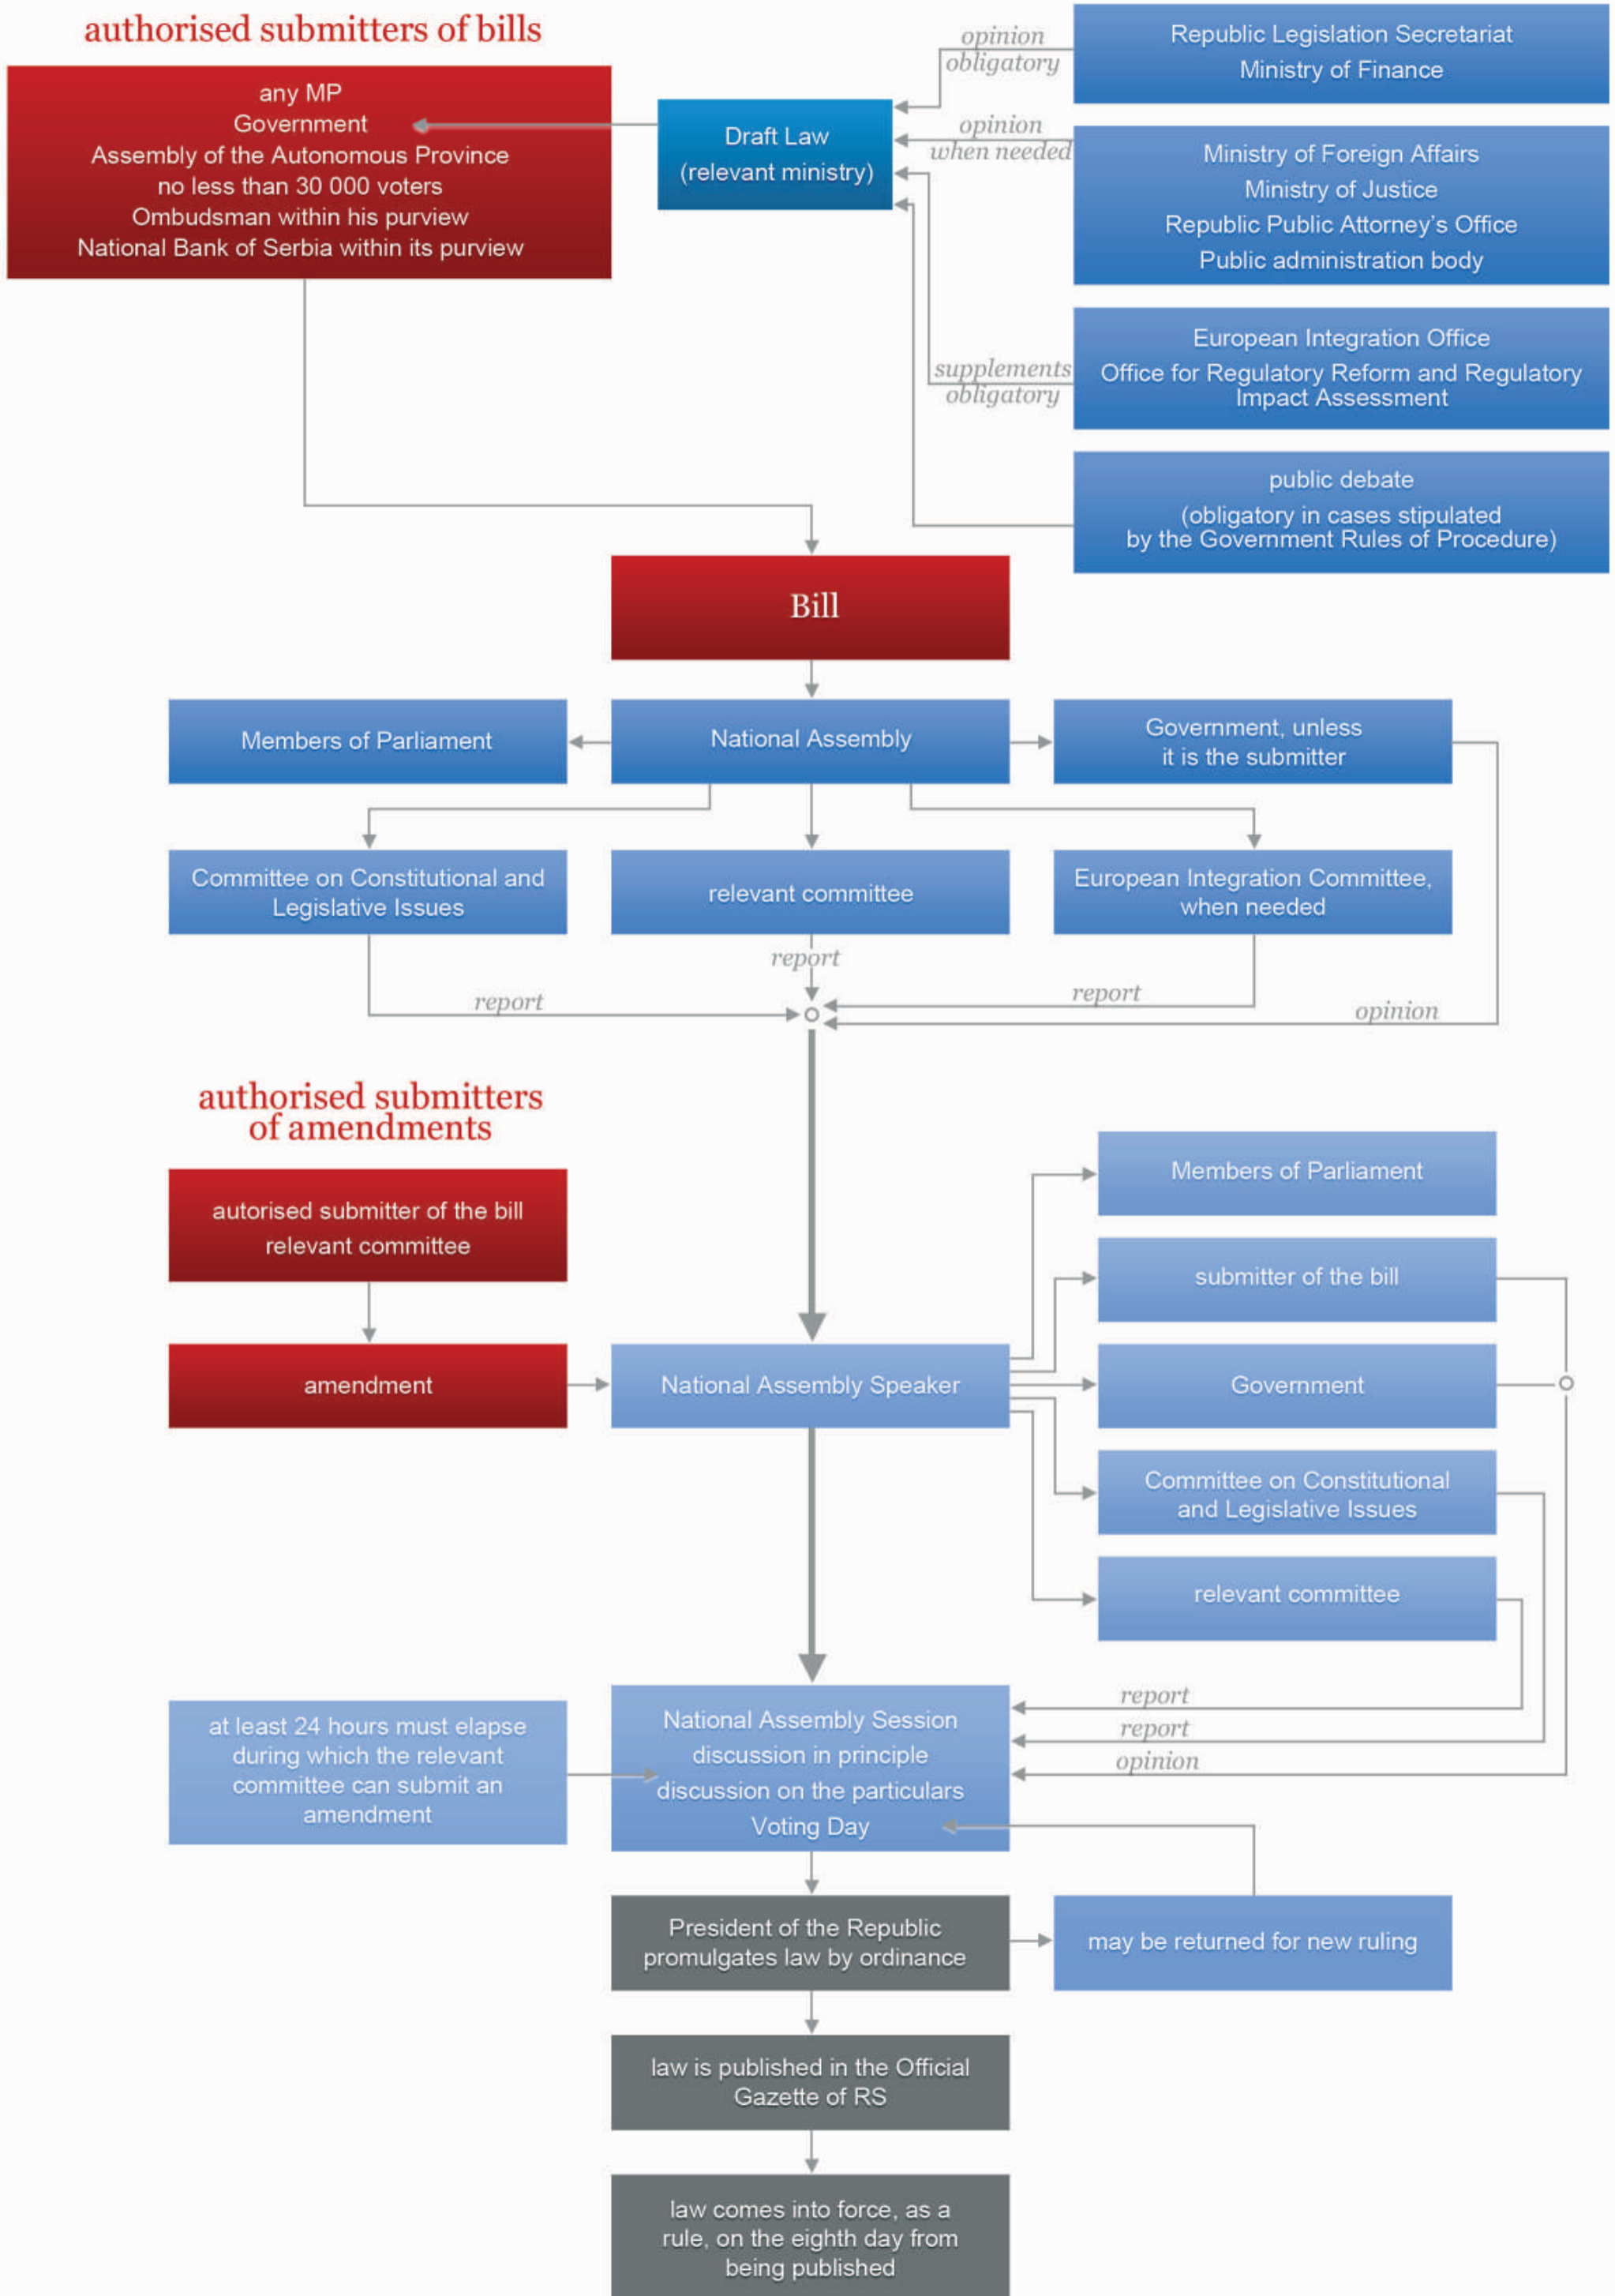 authorised submitters of bills
any MP
Government
Assembly of the Autonomous Province
no less than 30 000 voters
Ombudsman within his purview
National Bank of Serbia within its purview
Draft Law
(relevant ministry)
opinion
obligatory
Republic Legislation Secretariat
Ministry of Finance
opinion
when needed
Ministry of Foreign Affairs
Ministry of Justice
Republic Public Attorney's Office
Public administration body
supplements
obligatory
European Integration Office
Office for Regulatory Reform and Regulatory
Impact Assessment
public debate
(obligatory in cases stipulated
by the Government Rules of Procedure)
Bill
Members of Parliament
National Assembly
Government, unless
it is the submitter
Committee on Constitutional and
Legislative Issues
relevant committee
European Integration Committee,
when needed
report
report
report
opinion
authorised submitters
of amendments
autorised submitter of the bill
relevant committee
amendment
National Assembly Speaker
Members of Parliament
submitter of the bill
Government
Committee on Constitutional
and Legislative Issues
relevant committee
report
report
opinion
at least 24 hours must elapse
during which the relevant
committee can submit an
amendment
National Assembly Session
discussion in principle
discussion on the particulars
Voting Day
President of the Republic
promulgates law by ordinance
may be returned for new ruling
law is published in the Official
Gazette of RS
law comes into force, as a
rule, on the eighth day from
being published